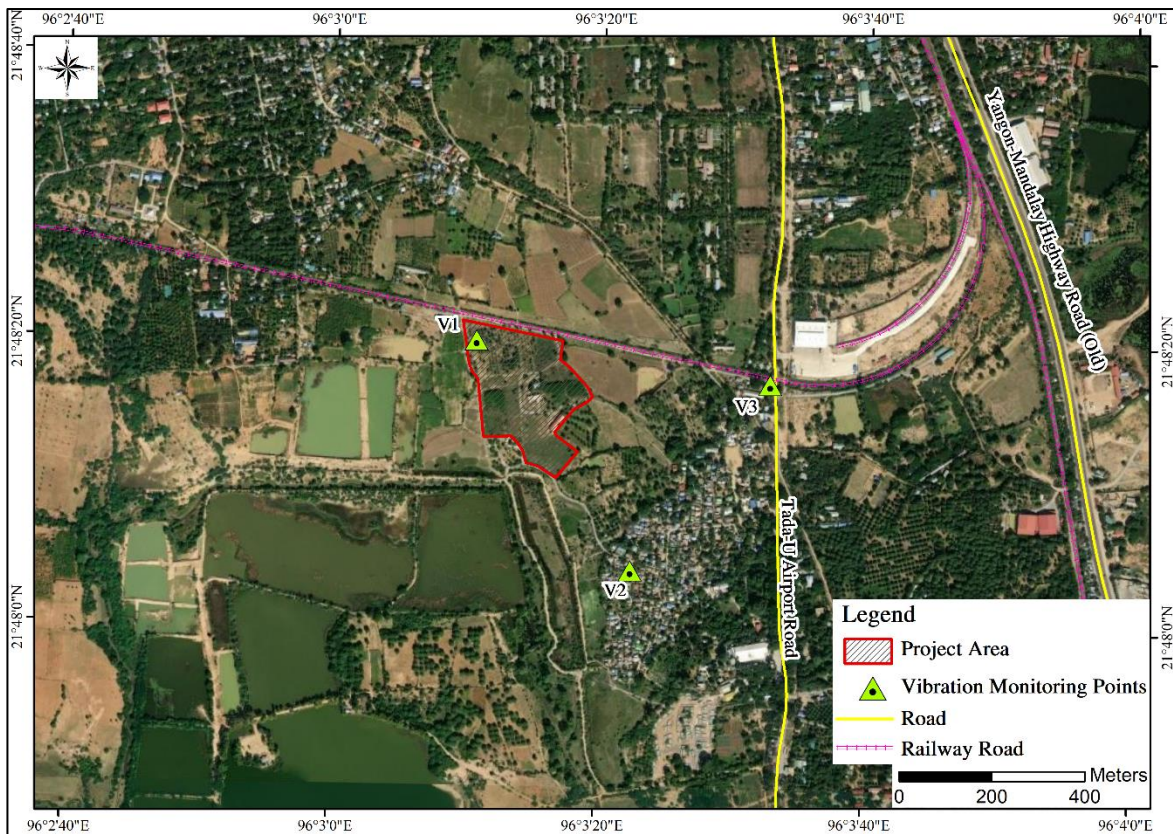 96°2'40"E 96°3'0"E 96°3'20"E 96°3'40"E 96°4'0"E
21°48'40"N
21°48'40"N
N
W E
S
Yangon-Mandalay Highway Road (Old)
21°48'20"N
21°48'20"N
V1
V3
Tada-U Airport Road
V2
21°48'0"N
21°48'0"N
Legend
Project Area
Vibration Monitoring Points
Road
Railway Road
Meters
0 200 400
96°2'40"E 96°3'0"E 96°3'20"E 96°3'40"E 96°4'0"E